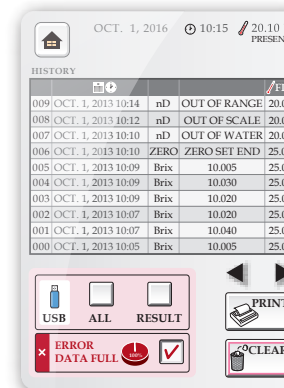 OCT. 1, 2016 10:15 20.10
PRESEN
HISTORY
009 OCT. 1, 2013 10:14 nD OUT OF RANGE 20.0
008 OCT. 1, 2013 10:12 nD OUT OF SCALE 20.0
007 OCT. 1, 2013 10:10 nD OUT OF WATER 20.0
006 OCT. 1, 2013 10:10 ZERO ZERO SET END 25.0
005 OCT. 1, 2013 10:09 Brix 10.005 25.0
004 OCT. 1, 2013 10:09 Brix 10.030 25.0
003 OCT. 1, 2013 10:09 Brix 10.020 25.0
002 OCT. 1, 2013 10:07 Brix 10.020 25.0
001 OCT. 1, 2013 10:07 Brix 10.040 25.0
000 OCT. 1, 2013 10:05 Brix 10.005 25.0
USB ALL RESULT
PRINT
ERROR
DATA FULL 100%
CLEAR